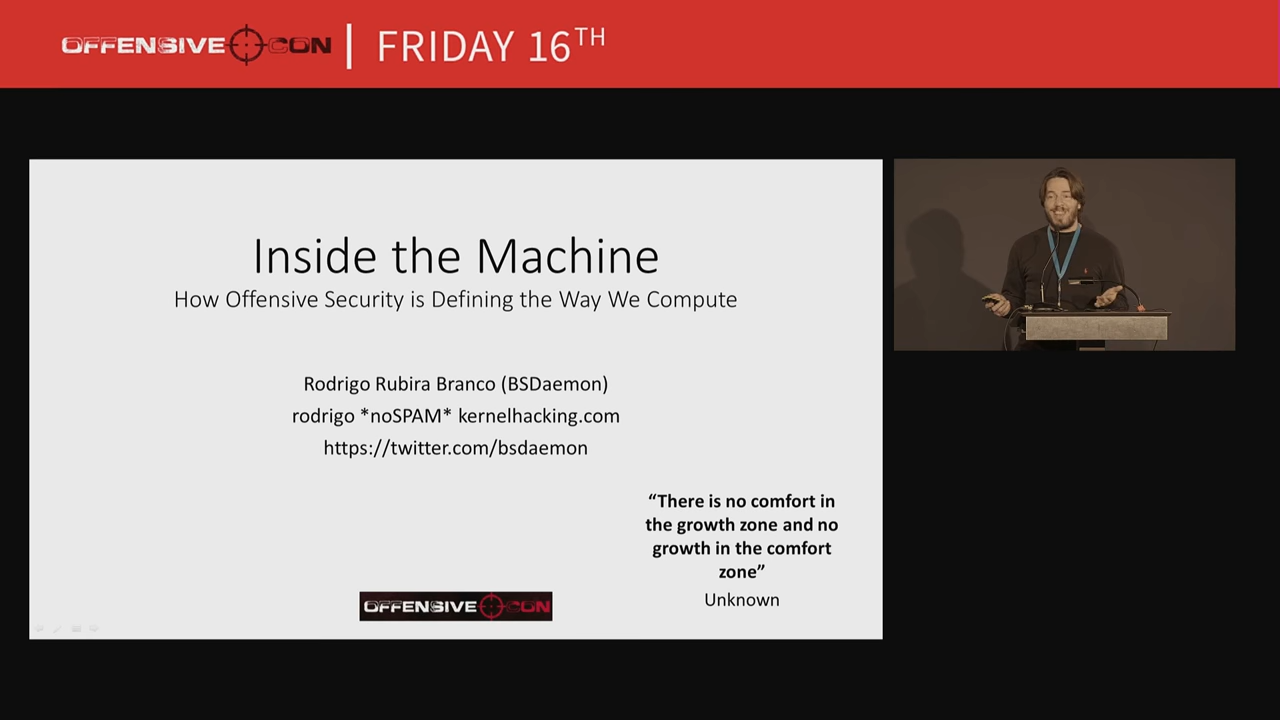 OFFENSIVE CON | FRIDAY 16TH
Inside the Machine
How Offensive Security is Defining the Way We Compute
Rodrigo Rubira Branco (BSDaemon)
rodrigo *noSPAM* kernelhacking.com
https://twitter.com/bsdaemon
“There is no comfort in
the growth zone and no
growth in the comfort
zone”
Unknown
OFFENSIVE CON